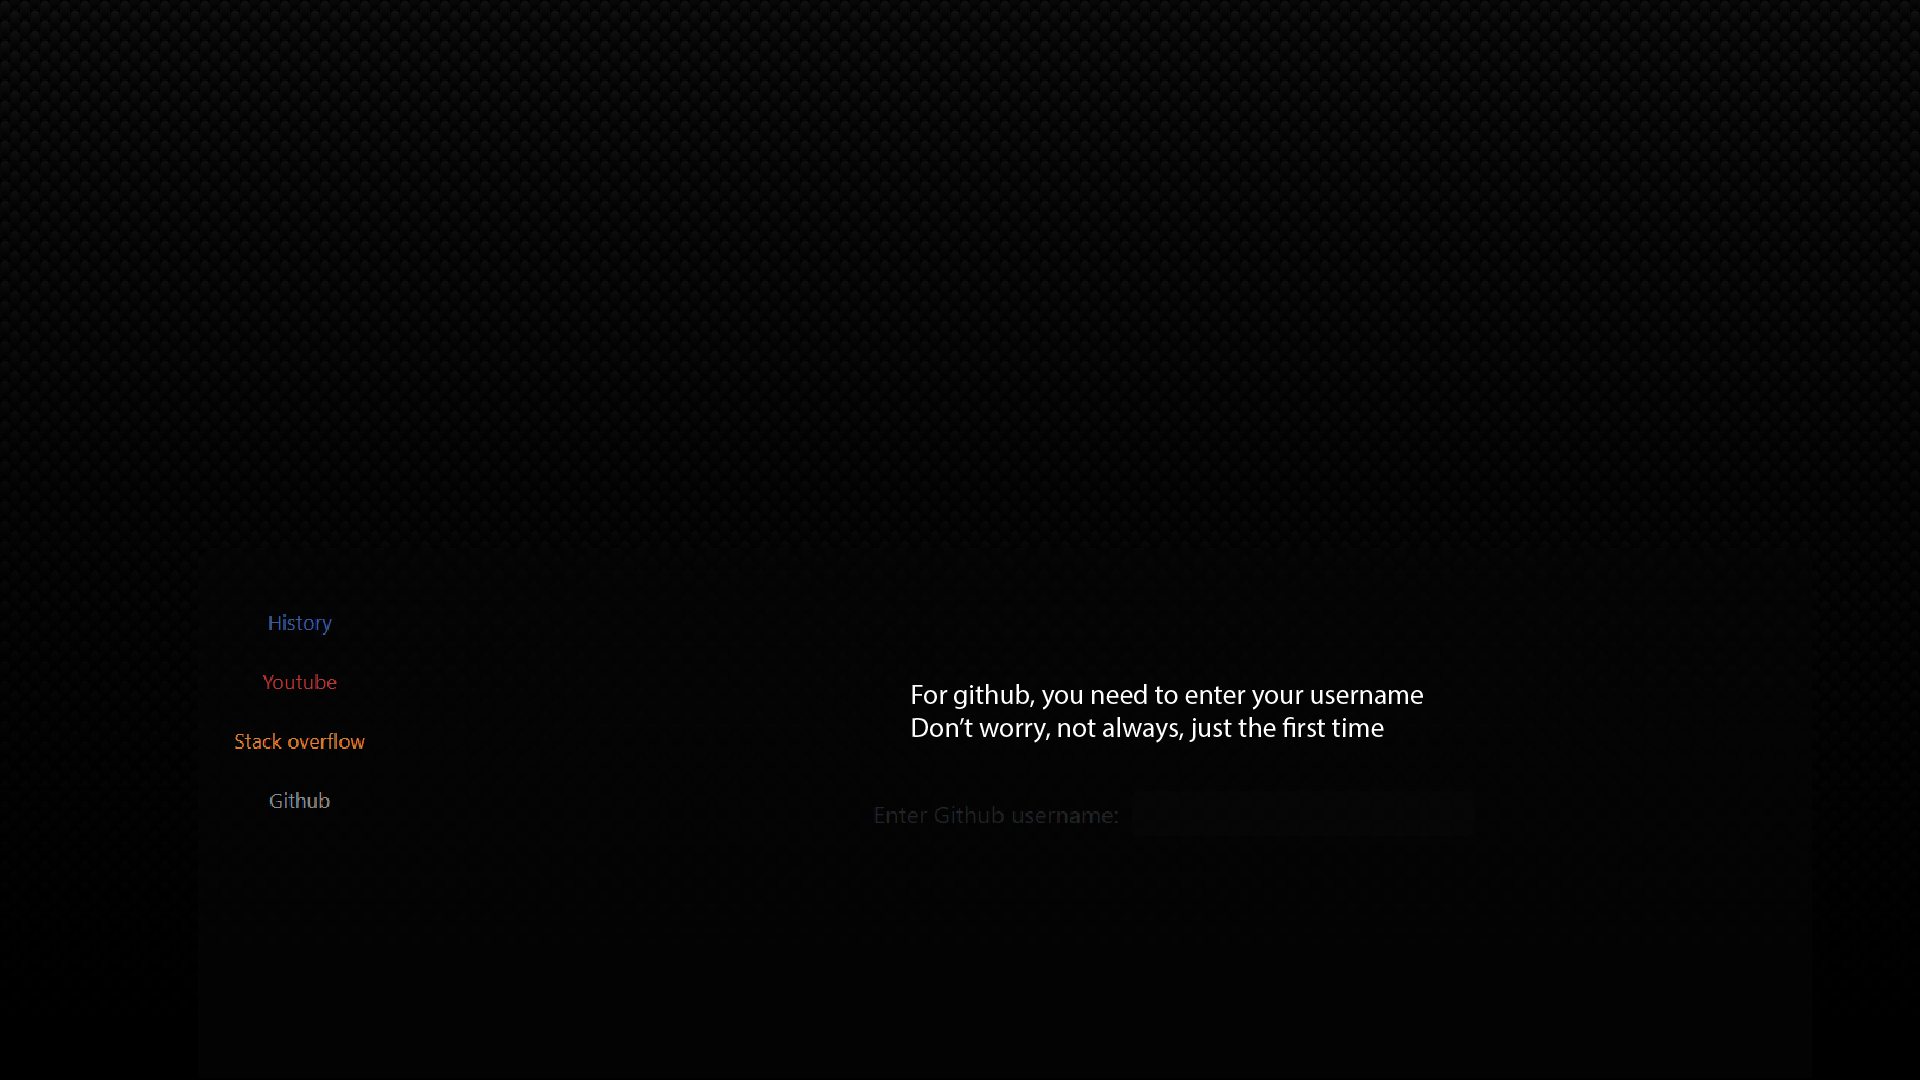 History
Youtube
Stack overflow
Github
For github, you need to enter your username
Don’t worry, not always, just the first time
Enter Github username: